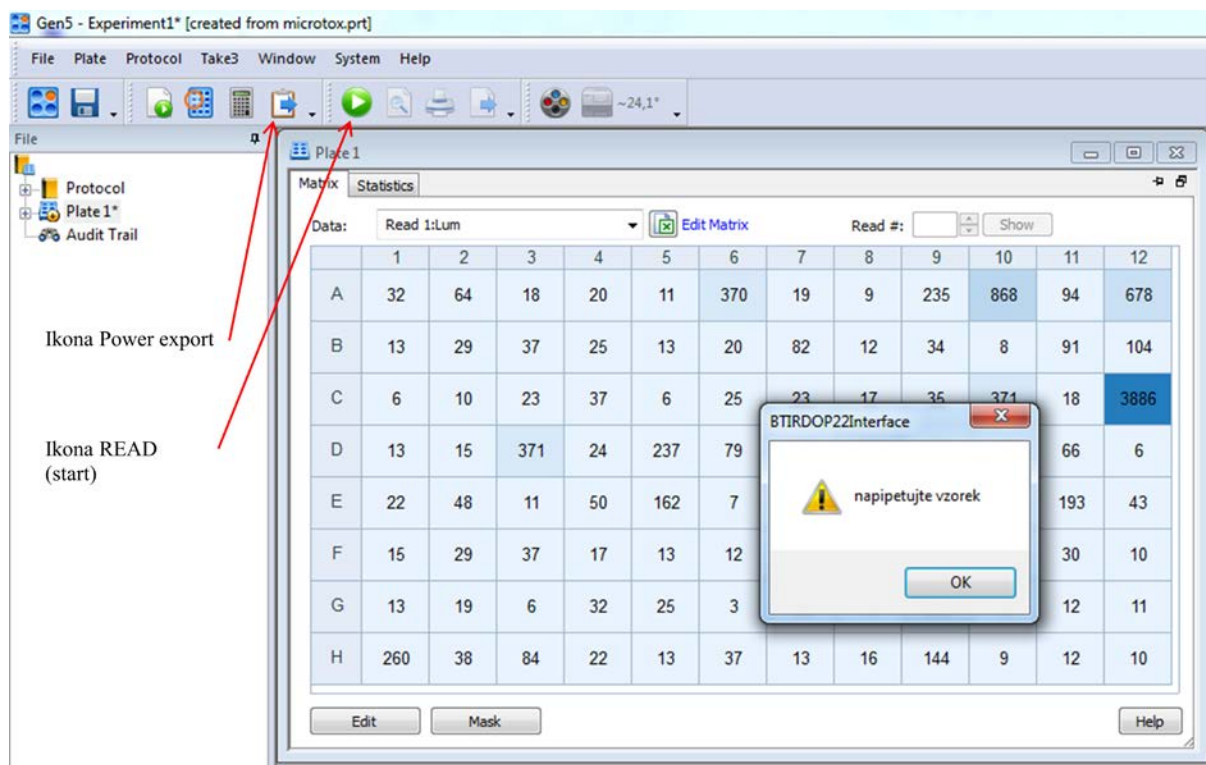 Gen5 - Experiment1* [created from microtox.prt]
File Plate Protocol Take3 Window System Help
~24,1°
File
Protocol
Plate 1*
Audit Trail
Ikona Power export
Ikona READ
(start)
Plate 1
Matrix Statistics
Data: Read 1:Lum Edit Matrix Read #: Show
1 2 3 4 5 6 7 8 9 10 11 12
A 32 64 18 20 11 370 19 9 235 868 94 678
B 13 29 37 25 13 20 82 12 34 8 91 104
C 6 10 23 37 6 25 23 17 35 371 18 3886
D 13 15 371 24 237 79 66 6
E 22 48 11 50 162 7 193 43
F 15 29 37 17 13 12 30 10
G 13 19 6 32 25 3 12 11
H 260 38 84 22 13 37 13 16 144 9 12 10
BTIRDOP22Interface
napipetujte vzorek
OK
Edit Mask Help